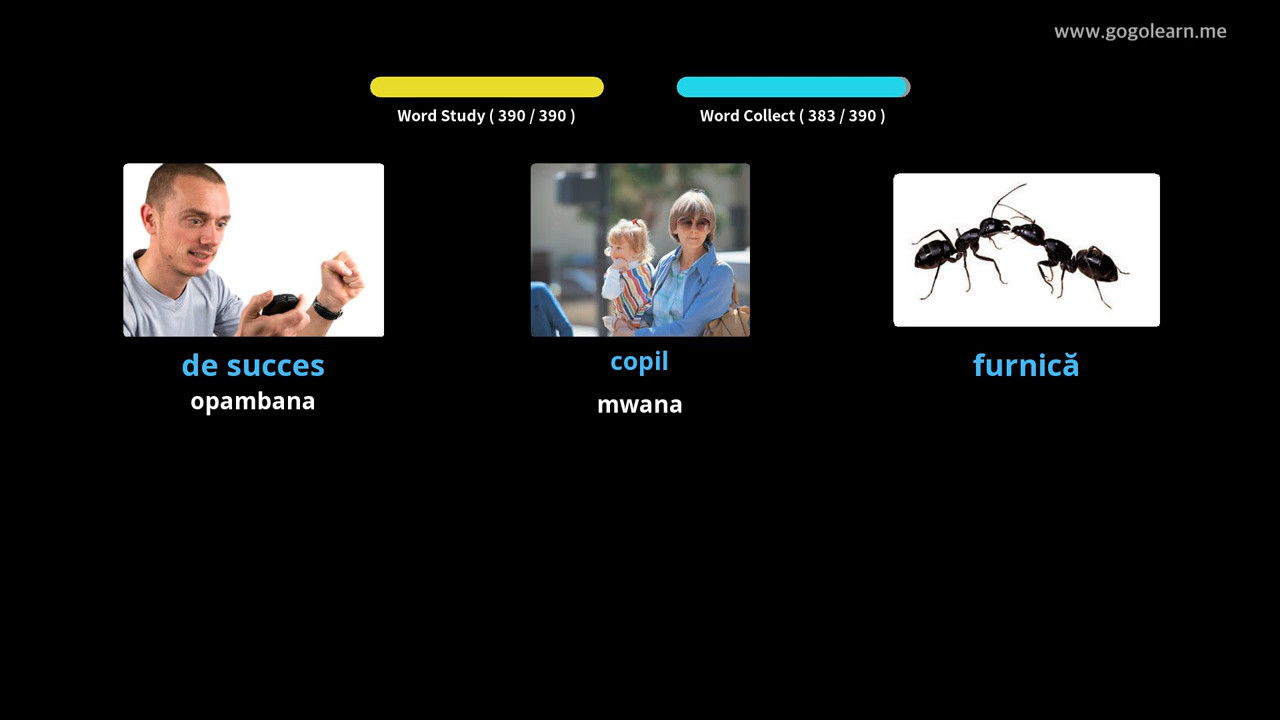 www.gogolearn.me
Word Study ( 390 / 390 )
Word Collect ( 383 / 390 )
de succes
opambana
copil
mwana
furnică